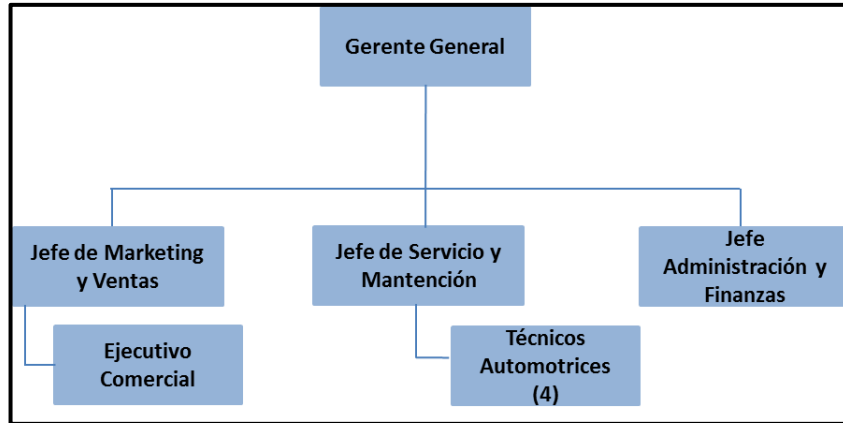 Gerente General
Jefe de Marketing
y Ventas
Jefe de Servicio y
Mantención
Jefe
Administración y
Finanzas
Ejecutivo
Comercial
Técnicos
Automotrices
(4)